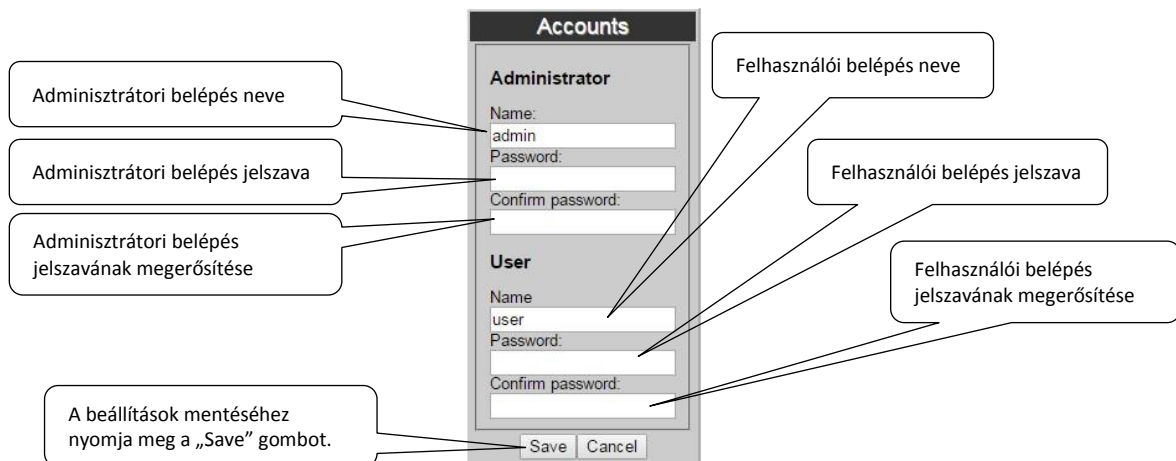 Accounts
Administrator
Name:
admin
Password:
Confirm password:
User
Name
user
Password:
Confirm password:
Save
Cancel
Adminisztrátori belépés neve
Adminisztrátori belépés jelszava
Adminisztrátori belépés
jelszavának megerősítése
A beállítások mentéséhez
nyomja meg a „Save” gombot.
Felhasználói belépés neve
Felhasználói belépés jelszava
Felhasználói belépés
jelszavának megerősítése